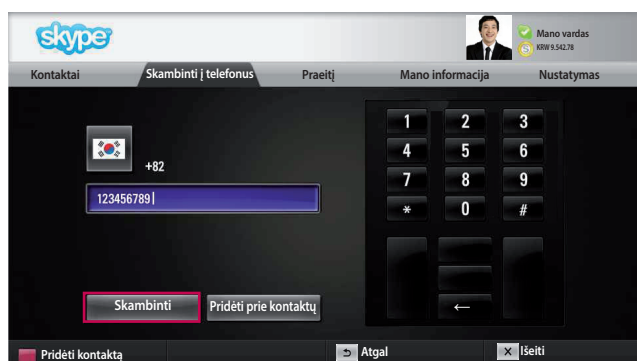 skype
Mano vardas
KRW 9.542.78
Kontaktai Skambinti į telefonus Praeitį Mano informacija Nustatymas
+82
123456789
1 2 3
4 5 6
7 8 9
* 0 #
←
Skambinti Pridėti prie kontaktų
Pridėti kontaktą Atgal X Išeiti